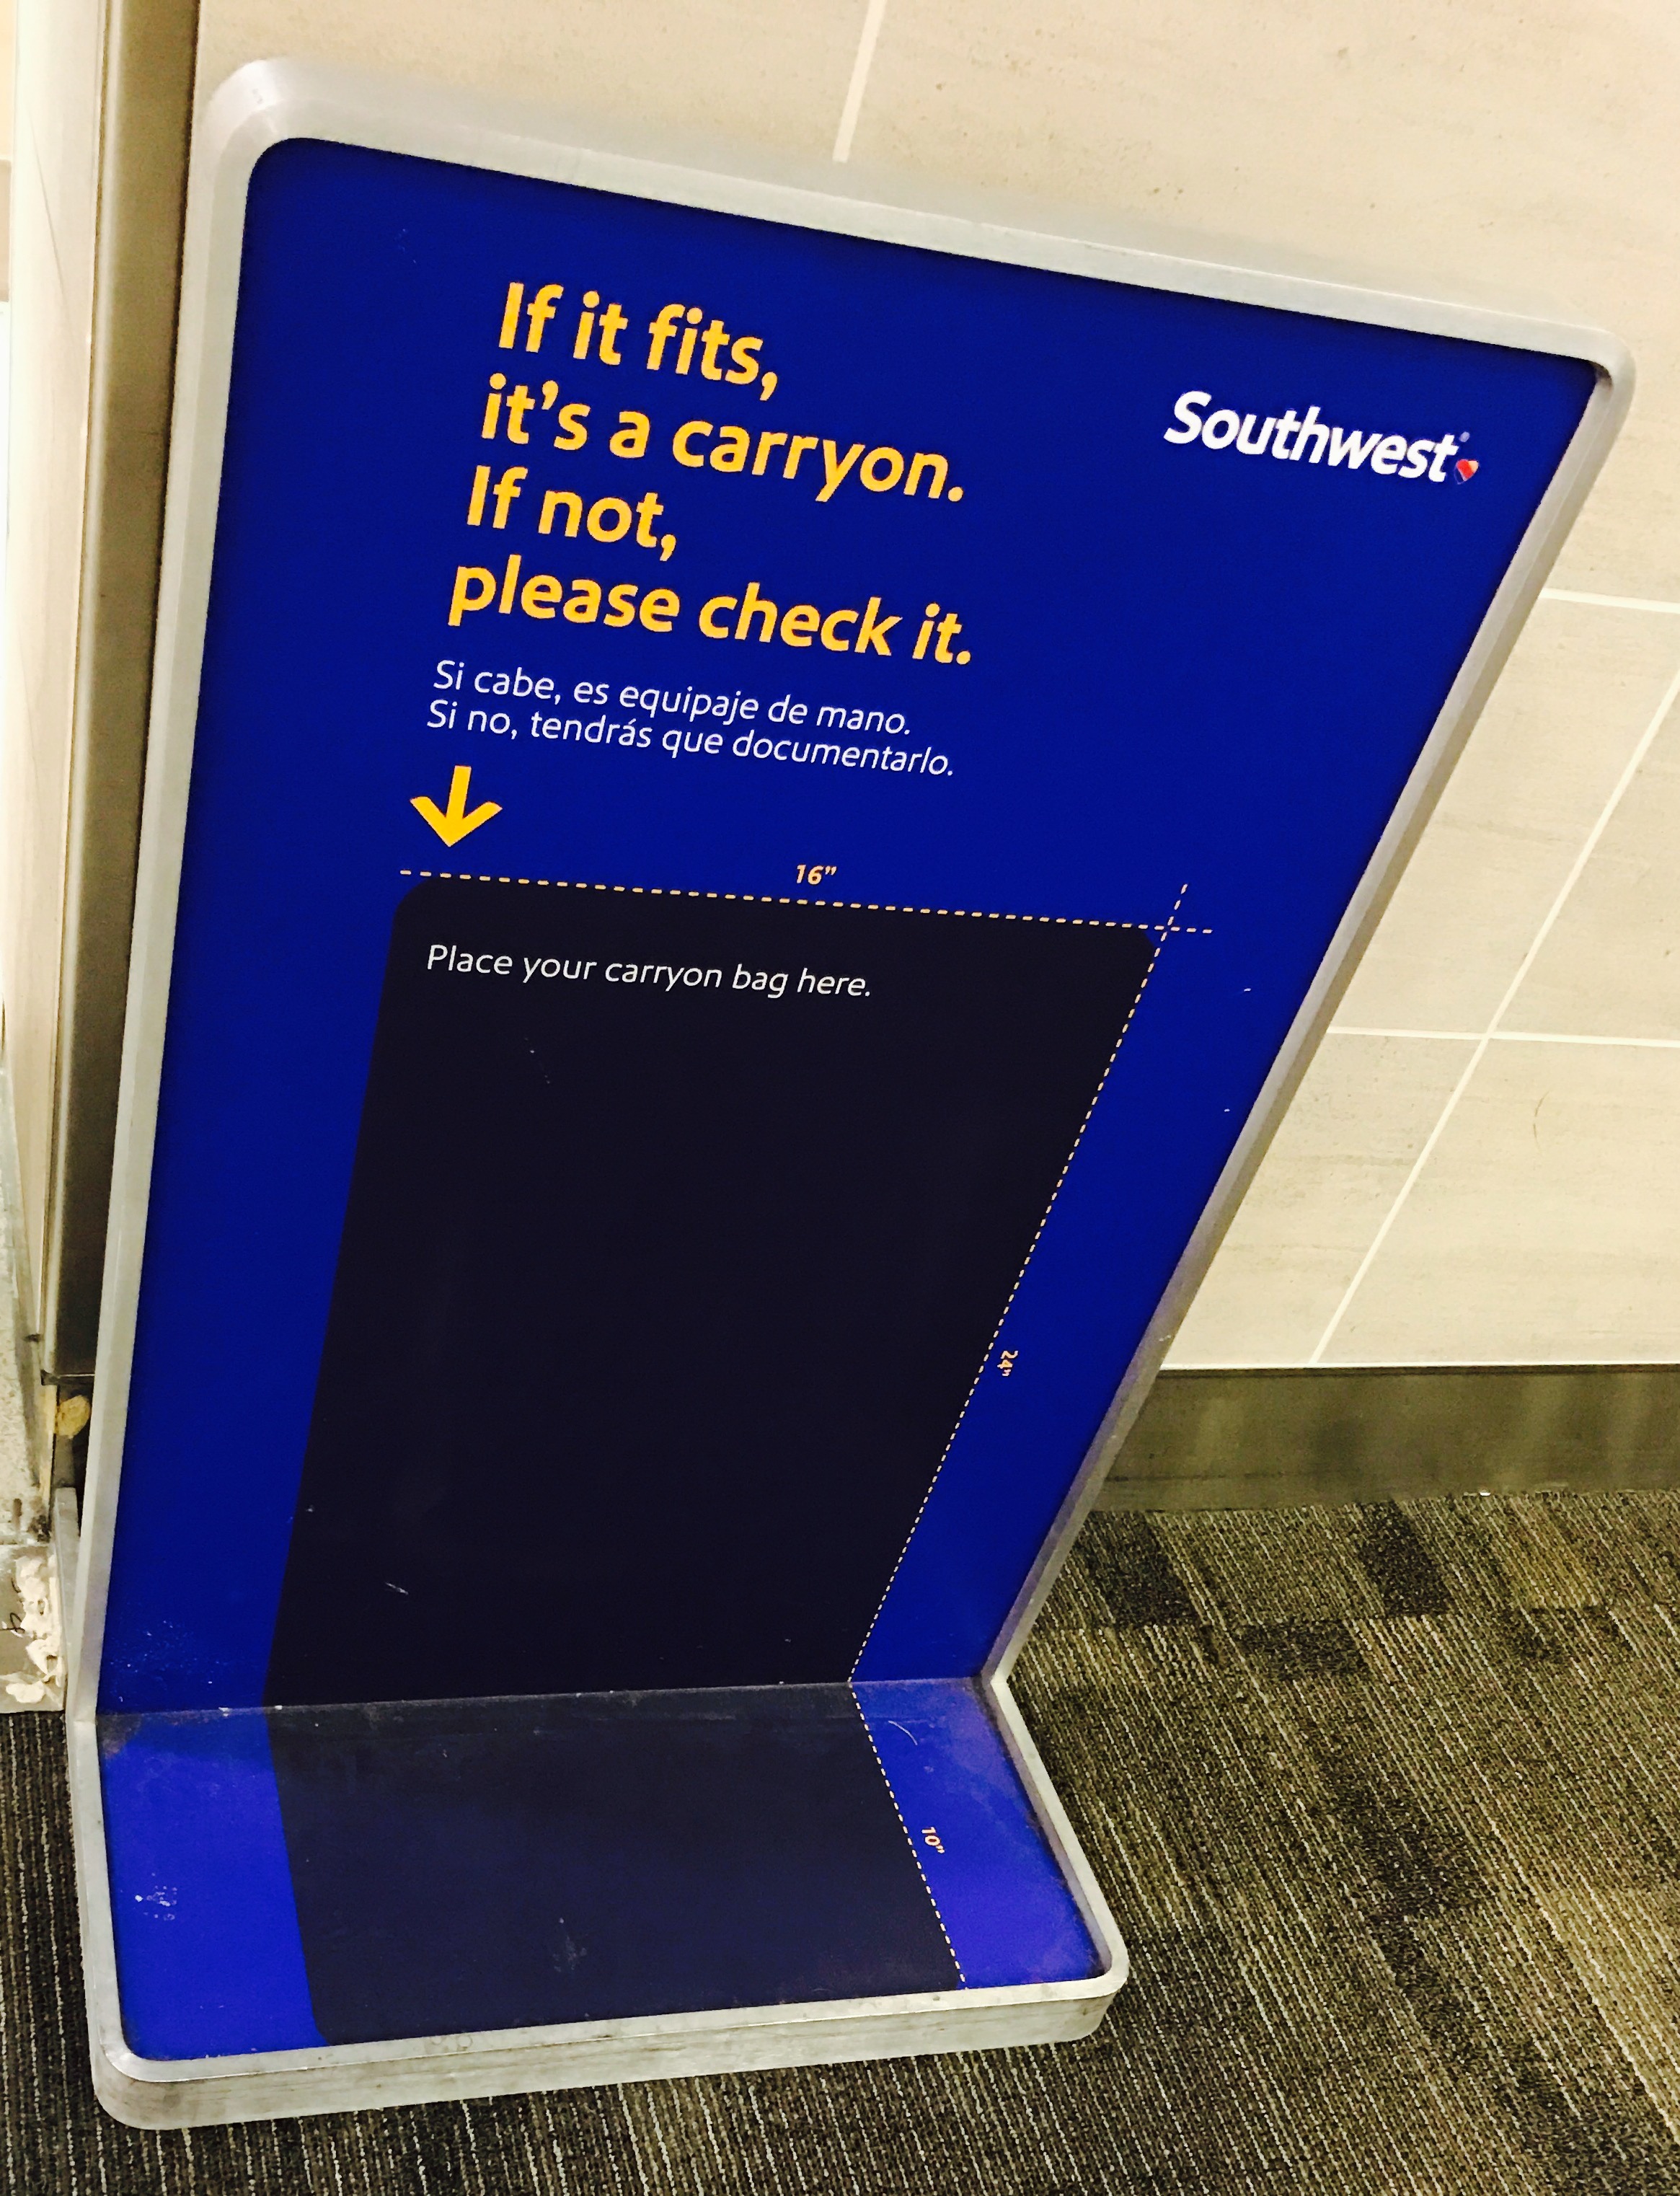 If it fits,
it's a carryon.
If not,
please check it.
Southwest®
Si cabe, es equipaje de mano.
Si no, tendrás que documentarlo.
16"
Place your carryon bag here.
24"
10"